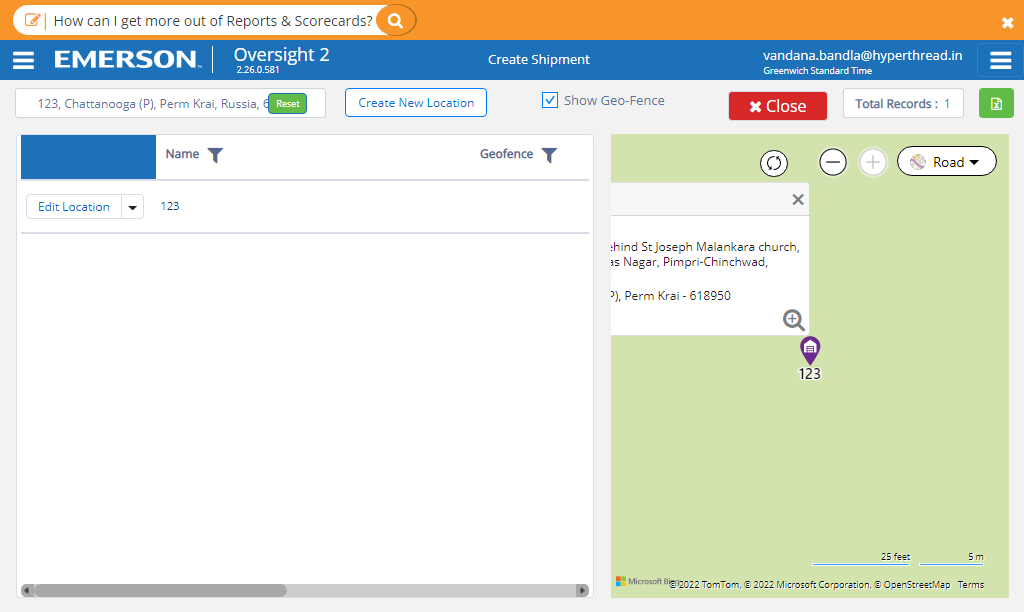 How can I get more out of Reports & Scorecards?
EMERSON
Oversight 2
2.26.0.581
Create Shipment
vandana.bandla@hyperthread.in
Greenwich Standard Time
123, Chattanooga (P), Perm Krai, Russia, 6
Reset
Create New Location
Show Geo-Fence
Close
Total Records : 1
Name
Geofence
Edit Location
123
Road
ehind St Joseph Malankara church,
as Nagar, Pimpri-Chinchwad,
P), Perm Krai - 618950
123
25 feet
5 m
Microsoft Bi
© 2022 TomTom, © 2022 Microsoft Corporation, © OpenStreetMap Terms